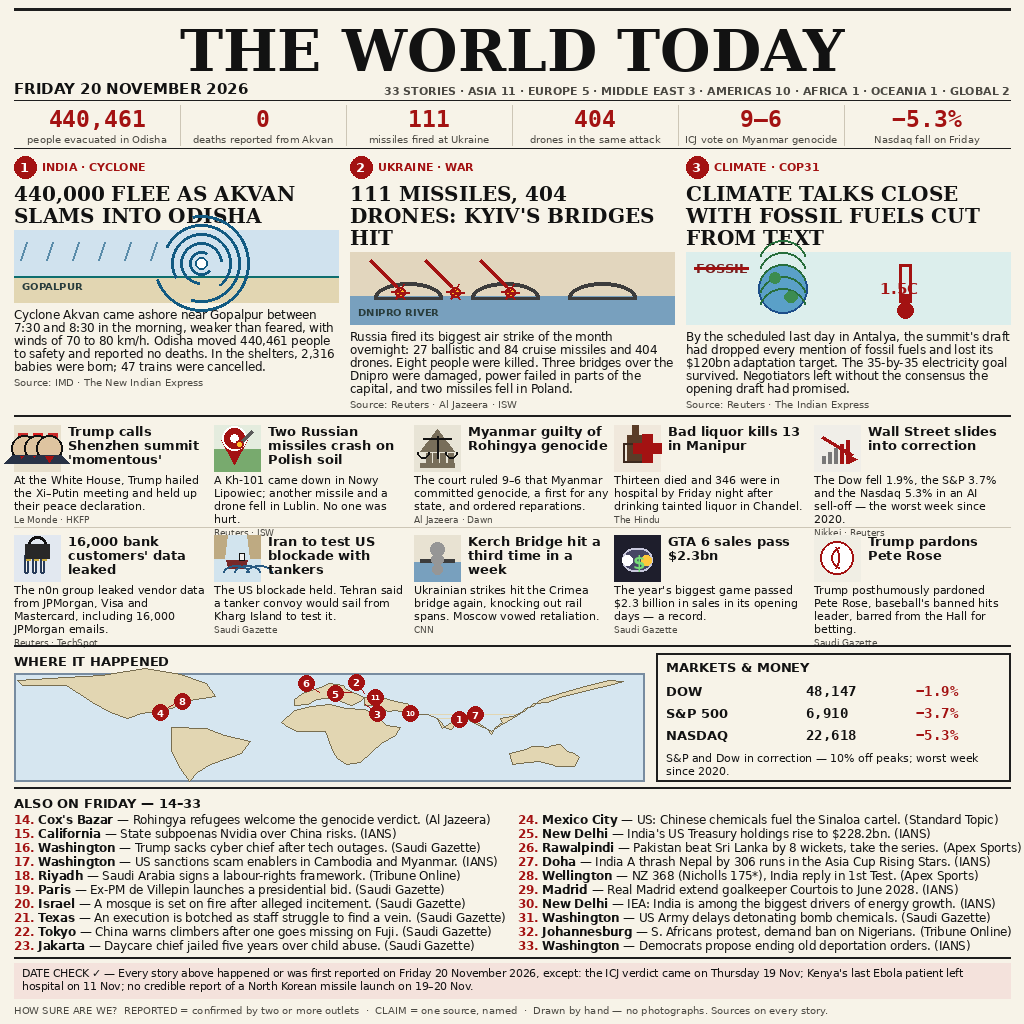 THE WORLD TODAY
FRIDAY 20 NOVEMBER 2026
33 STORIES · ASIA 11 · EUROPE 5 · MIDDLE EAST 3 · AMERICAS 10 · AFRICA 1 · OCEANIA 1 · GLOBAL 2
440,461
people evacuated in Odisha
0
deaths reported from Akvan
111
missiles fired at Ukraine
404
drones in the same attack
9–6
ICJ vote on Myanmar genocide
−5.3%
Nasdaq fall on Friday
1 INDIA · CYCLONE
440,000 FLEE AS AKVAN
SLAMS INTO ODISHA
GOPALPUR
Cyclone Akvan came ashore near Gopalpur between
7:30 and 8:30 in the morning, weaker than feared, with
winds of 70 to 80 km/h. Odisha moved 440,461 people
to safety and reported no deaths. In the shelters, 2,316
babies were born; 47 trains were cancelled.
Source: IMD · The New Indian Express
2 UKRAINE · WAR
111 MISSILES, 404
DRONES: KYIV'S BRIDGES
HIT
DNIPRO RIVER
Russia fired its biggest air strike of the month
overnight: 27 ballistic and 84 cruise missiles and 404
drones. Eight people were killed. Three bridges over the
Dnipro were damaged, power failed in parts of the
capital, and two missiles fell in Poland.
Source: Reuters · Al Jazeera · ISW
3 CLIMATE · COP31
CLIMATE TALKS CLOSE
WITH FOSSIL FUELS CUT
FROM TEXT
FOSSIL
1.5C
By the scheduled last day in Antalya, the summit's draft
had dropped every mention of fossil fuels and lost its
$120bn adaptation target. The 35-by-35 electricity goal
survived. Negotiators left without the consensus the
opening draft had promised.
Source: Reuters · The Indian Express
Trump calls
Shenzhen summit
'momentous'
At the White House, Trump hailed
the Xi–Putin meeting and held up
their peace declaration.
Le Monde · HKFP
Two Russian
missiles crash on
Polish soil
A Kh-101 came down in Nowy
Lipowiec; another missile and a
drone fell in Lublin. No one was
hurt.
Reuters · ISW
Myanmar guilty of
Rohingya genocide
The court ruled 9–6 that Myanmar
committed genocide, a first for any
state, and ordered reparations.
Al Jazeera · Dawn
Bad liquor kills 13
in Manipur
Thirteen died and 346 were in
hospital by Friday night after
drinking tainted liquor in Chandel.
The Hindu
Wall Street slides
into correction
The Dow fell 1.9%, the S&P 3.7%
and the Nasdaq 5.3% in an AI
sell-off — the worst week since
2020.
Nikkei · Reuters
16,000 bank
customers' data
leaked
The n0n group leaked vendor data
from JPMorgan, Visa and
Mastercard, including 16,000
JPMorgan emails.
Reuters · TechSpot
Iran to test US
blockade with
tankers
The US blockade held. Tehran said
a tanker convoy would sail from
Kharg Island to test it.
Saudi Gazette
Kerch Bridge hit a
third time in a
week
Ukrainian strikes hit the Crimea
bridge again, knocking out rail
spans. Moscow vowed retaliation.
CNN
$
GTA 6 sales pass
$2.3bn
The year's biggest game passed
$2.3 billion in sales in its opening
days — a record.
Saudi Gazette
Trump pardons
Pete Rose
Trump posthumously pardoned
Pete Rose, baseball's banned hits
leader, barred from the Hall for
betting.
Saudi Gazette
WHERE IT HAPPENED
6
2
5
11
8
4
3
10
1
7
MARKETS & MONEY
DOW 48,147 −1.9%
S&P 500 6,910 −3.7%
NASDAQ 22,618 −5.3%
S&P and Dow in correction — 10% off peaks; worst week
since 2020.
ALSO ON FRIDAY — 14–33
14. Cox's Bazar — Rohingya refugees welcome the genocide verdict. (Al Jazeera)
15. California — State subpoenas Nvidia over China risks. (IANS)
16. Washington — Trump sacks cyber chief after tech outages. (Saudi Gazette)
17. Washington — US sanctions scam enablers in Cambodia and Myanmar. (IANS)
18. Riyadh — Saudi Arabia signs a labour-rights framework. (Tribune Online)
19. Paris — Ex-PM de Villepin launches a presidential bid. (Saudi Gazette)
20. Israel — A mosque is set on fire after alleged incitement. (Saudi Gazette)
21. Texas — An execution is botched as staff struggle to find a vein. (Saudi Gazette)
22. Tokyo — China warns climbers after one goes missing on Fuji. (Saudi Gazette)
23. Jakarta — Daycare chief jailed five years over child abuse. (Saudi Gazette)
24. Mexico City — US: Chinese chemicals fuel the Sinaloa cartel. (Standard Topic)
25. New Delhi — India's US Treasury holdings rise to $228.2bn. (IANS)
26. Rawalpindi — Pakistan beat Sri Lanka by 8 wickets, take the series. (Apex Sports)
27. Doha — India A thrash Nepal by 306 runs in the Asia Cup Rising Stars. (IANS)
28. Wellington — NZ 368 (Nicholls 175*), India reply in 1st Test. (Apex Sports)
29. Madrid — Real Madrid extend goalkeeper Courtois to June 2028. (IANS)
30. New Delhi — IEA: India is among the biggest drivers of energy growth. (IANS)
31. Washington — US Army delays detonating bomb chemicals. (Saudi Gazette)
32. Johannesburg — S. Africans protest, demand ban on Nigerians. (Tribune Online)
33. Washington — Democrats propose ending old deportation orders. (IANS)
DATE CHECK ✓ — Every story above happened or was first reported on Friday 20 November 2026, except: the ICJ verdict came on Thursday 19 Nov; Kenya's last Ebola patient left
hospital on 11 Nov; no credible report of a North Korean missile launch on 19–20 Nov.
HOW SURE ARE WE? REPORTED = confirmed by two or more outlets · CLAIM = one source, named · Drawn by hand — no photographs. Sources on every story.